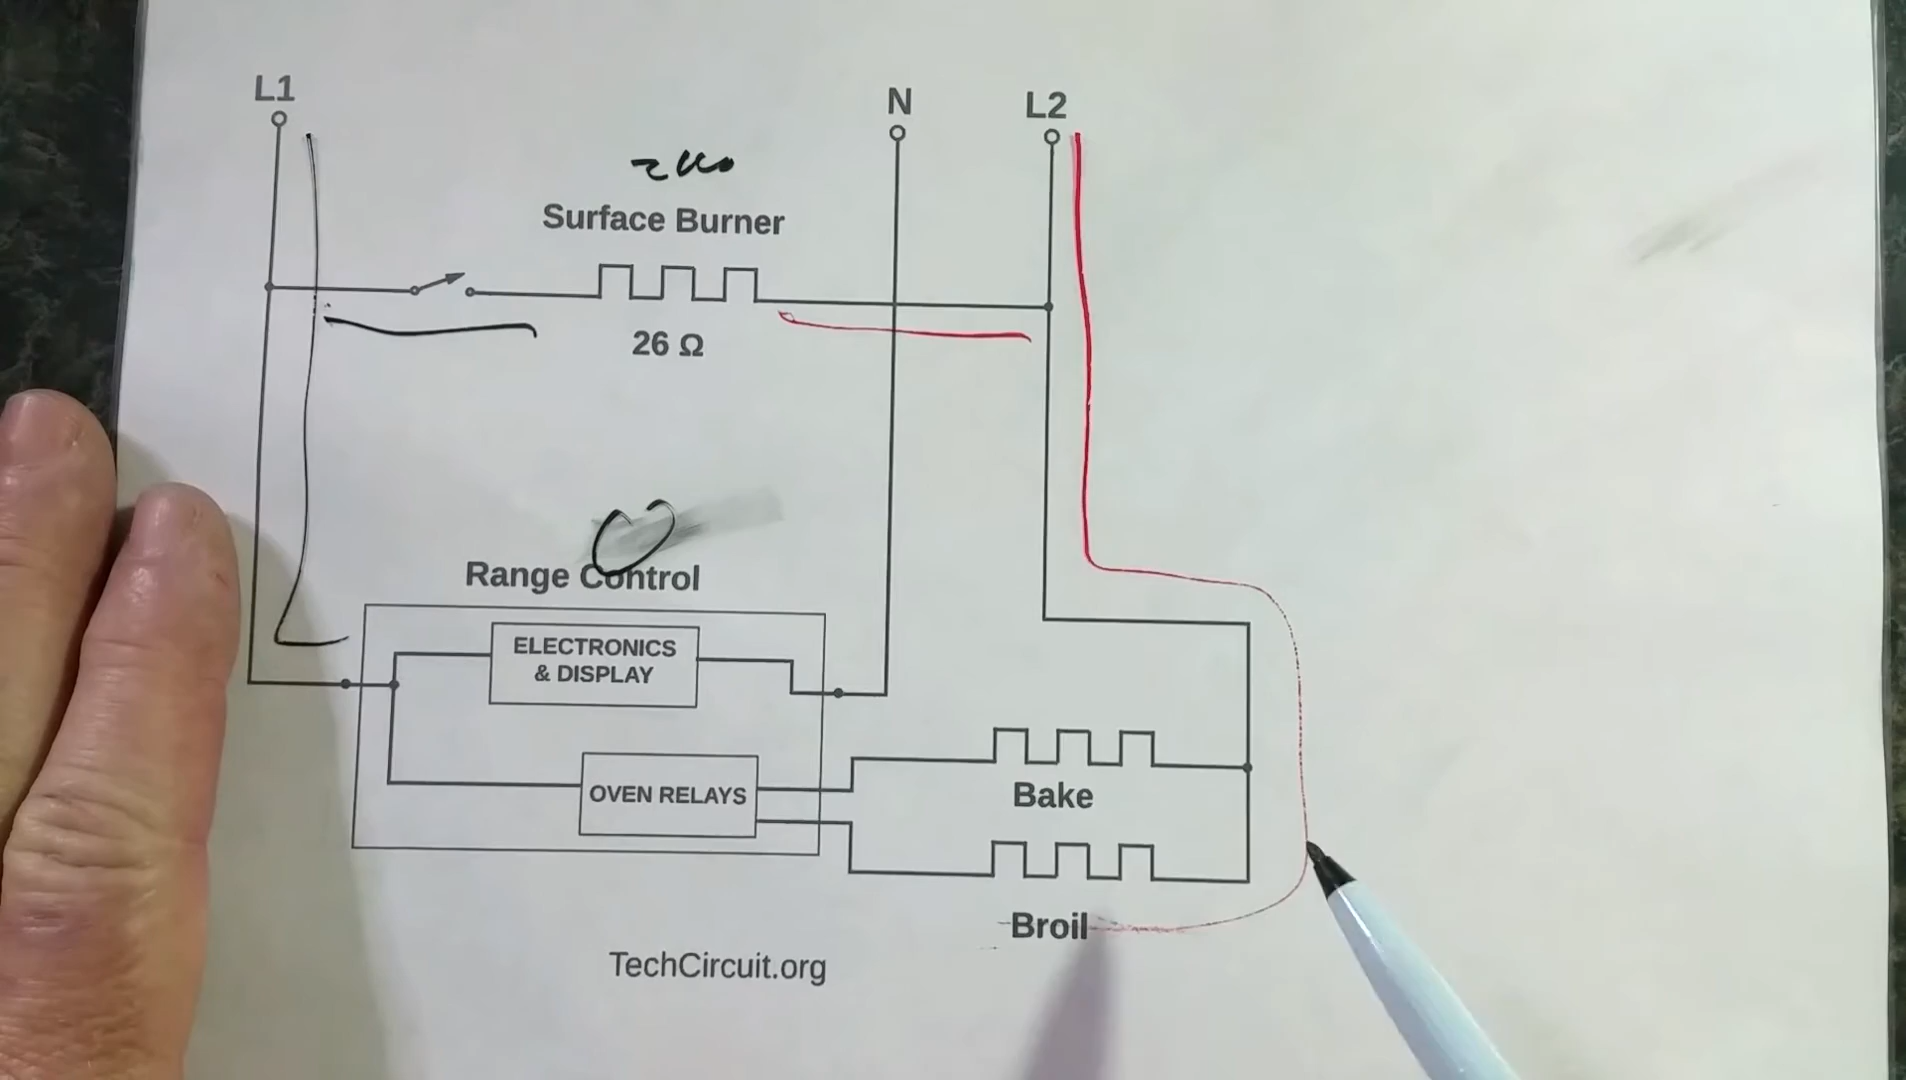 L1
N
L2
Surface Burner
26 Ω
Range Control
ELECTRONICS
& DISPLAY
OVEN RELAYS
Bake
Broil
TechCircuit.org